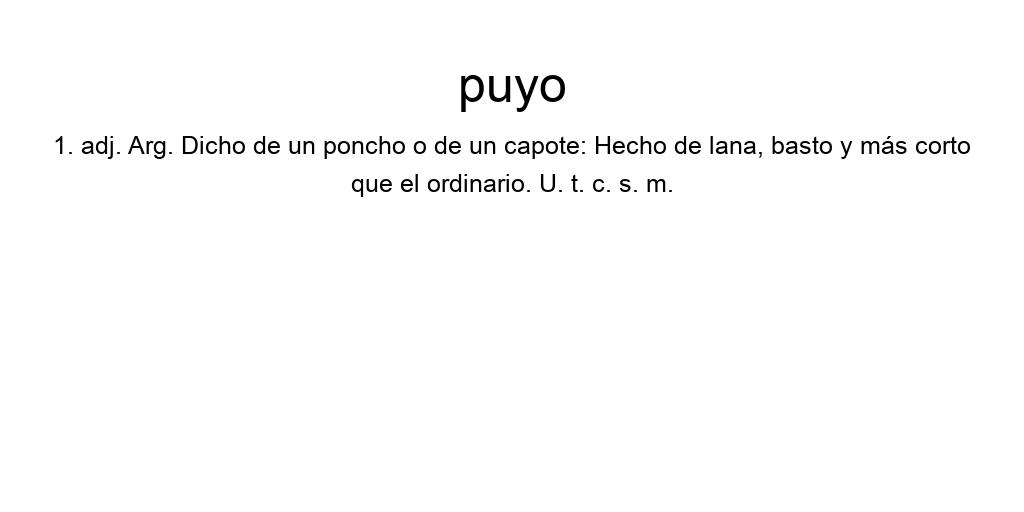 puyo
1. adj. Arg. Dicho de un poncho o de un capote: Hecho de lana, basto y más corto
que el ordinario. U. t. c. s. m.